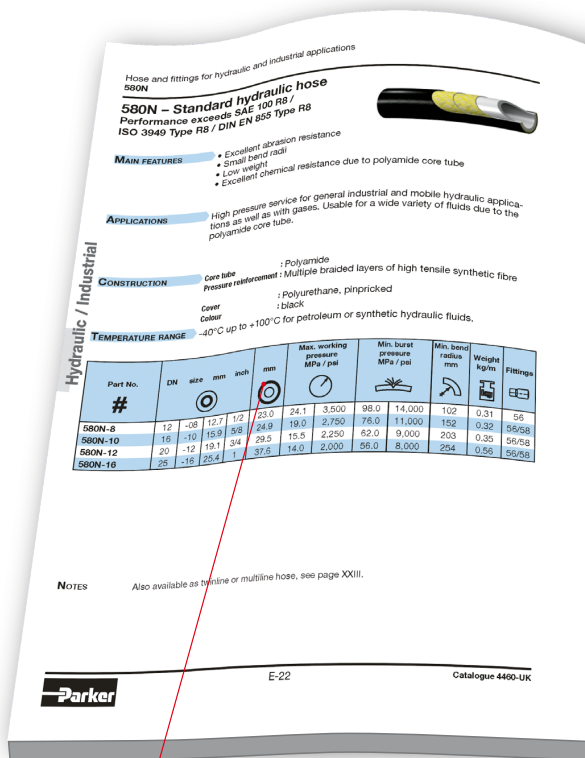 Hose and fittings for hydraulic and industrial applications
580N
580N – Standard hydraulic hose
Performance exceeds SAE 100 R8 /
ISO 3949 Type R8 / DIN EN 855 Type R8
MAIN FEATURES
• Excellent abrasion resistance
• Small bend radii
• Low weight
• Excellent chemical resistance due to polyamide core tube
APPLICATIONS
High pressure service for general industrial and mobile hydraulic applica-
tions as well as with gases. Usable for a wide variety of fluids due to the
polyamide core tube.
Hydraulic / Industrial
CONSTRUCTION
Core tube : Polyamide
Pressure reinforcement : Multiple braided layers of high tensile synthetic fibre
Cover : Polyurethane, pinpricked
Colour : black
TEMPERATURE RANGE -40°C up to +100°C for petroleum or synthetic hydraulic fluids.
Part No. # DN size mm inch mm Max. working pressure MPa / psi Min. burst pressure MPa / psi Min. bend radius mm Weight kg/m Fittings
580N-8 12 -08 12.7 1/2 23.0 24.1 3,500 98.0 14,000 102 0.31 56
580N-10 16 -10 15.9 5/8 24.9 19.0 2,750 76.0 11,000 152 0.32 56/58
580N-12 20 -12 19.1 3/4 29.5 15.5 2,250 62.0 9,000 203 0.35 56/58
580N-16 25 -16 25.4 1 37.6 14.0 2,000 56.0 8,000 254 0.56 56/58
NOTES Also available as twinline or multiline hose, see page XXIII.
Parker
E-22
Catalogue 4460-UK